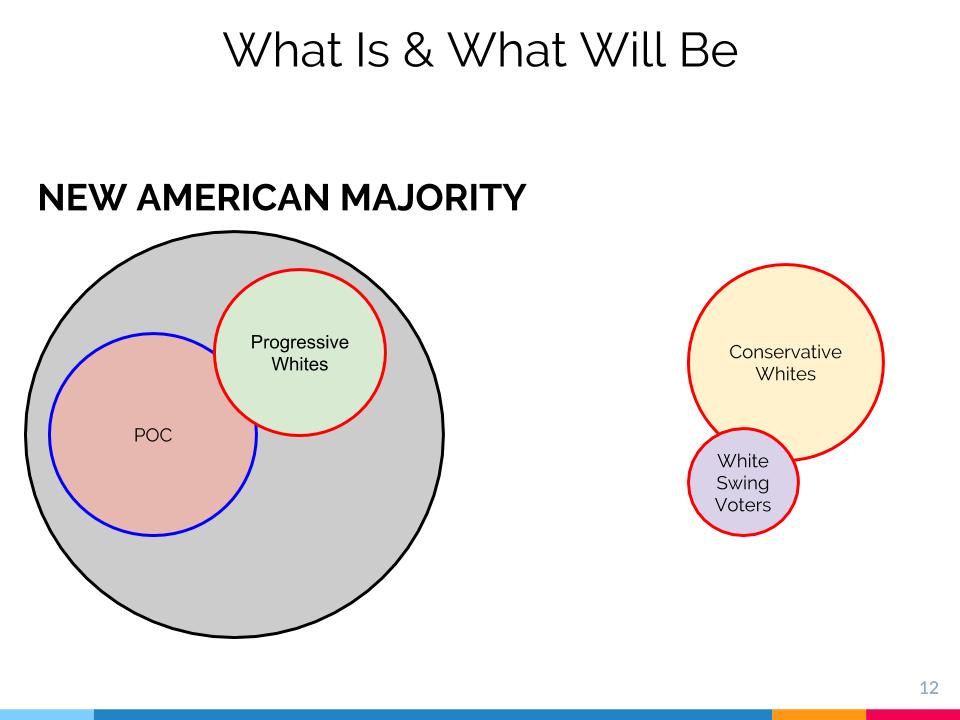 What Is & What Will Be
NEW AMERICAN MAJORITY
Progressive
Whites
POC
Conservative
Whites
White
Swing
Voters
12